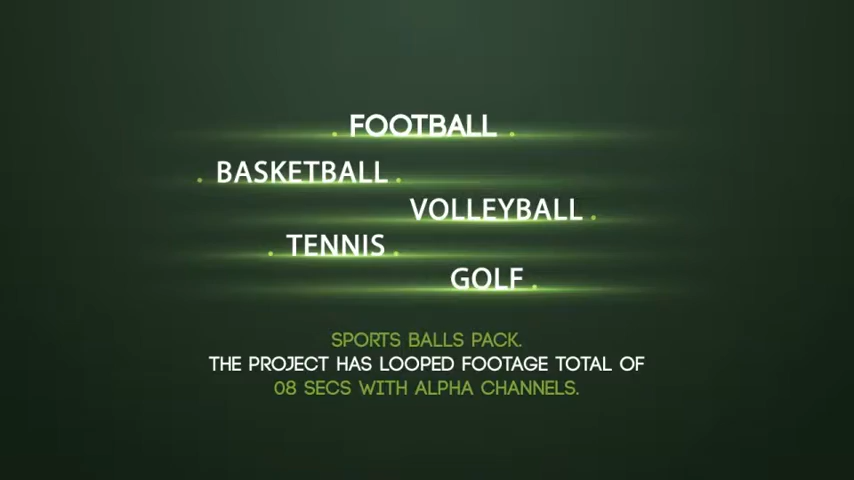 . FOOTBALL .
. BASKETBALL .
VOLLEYBALL .
. TENNIS .
GOLF .
SPORTS BALLS PACK.
THE PROJECT HAS LOOPED FOOTAGE TOTAL OF
08 SECS WITH ALPHA CHANNELS.